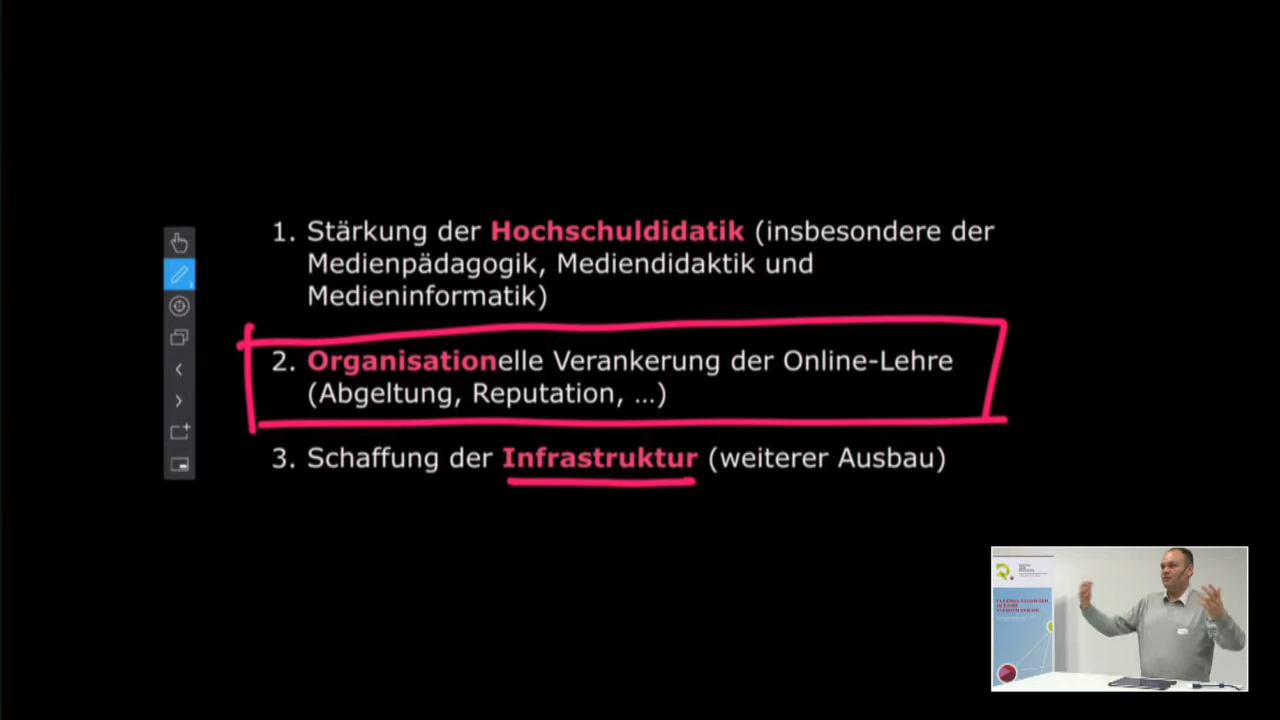 1. Stärkung der Hochschuldidatik (insbesondere der
Medienpädagogik, Mediendidaktik und
Medieninformatik)
2. Organisationelle Verankerung der Online-Lehre
(Abgeltung, Reputation, ...)
3. Schaffung der Infrastruktur (weiterer Ausbau)